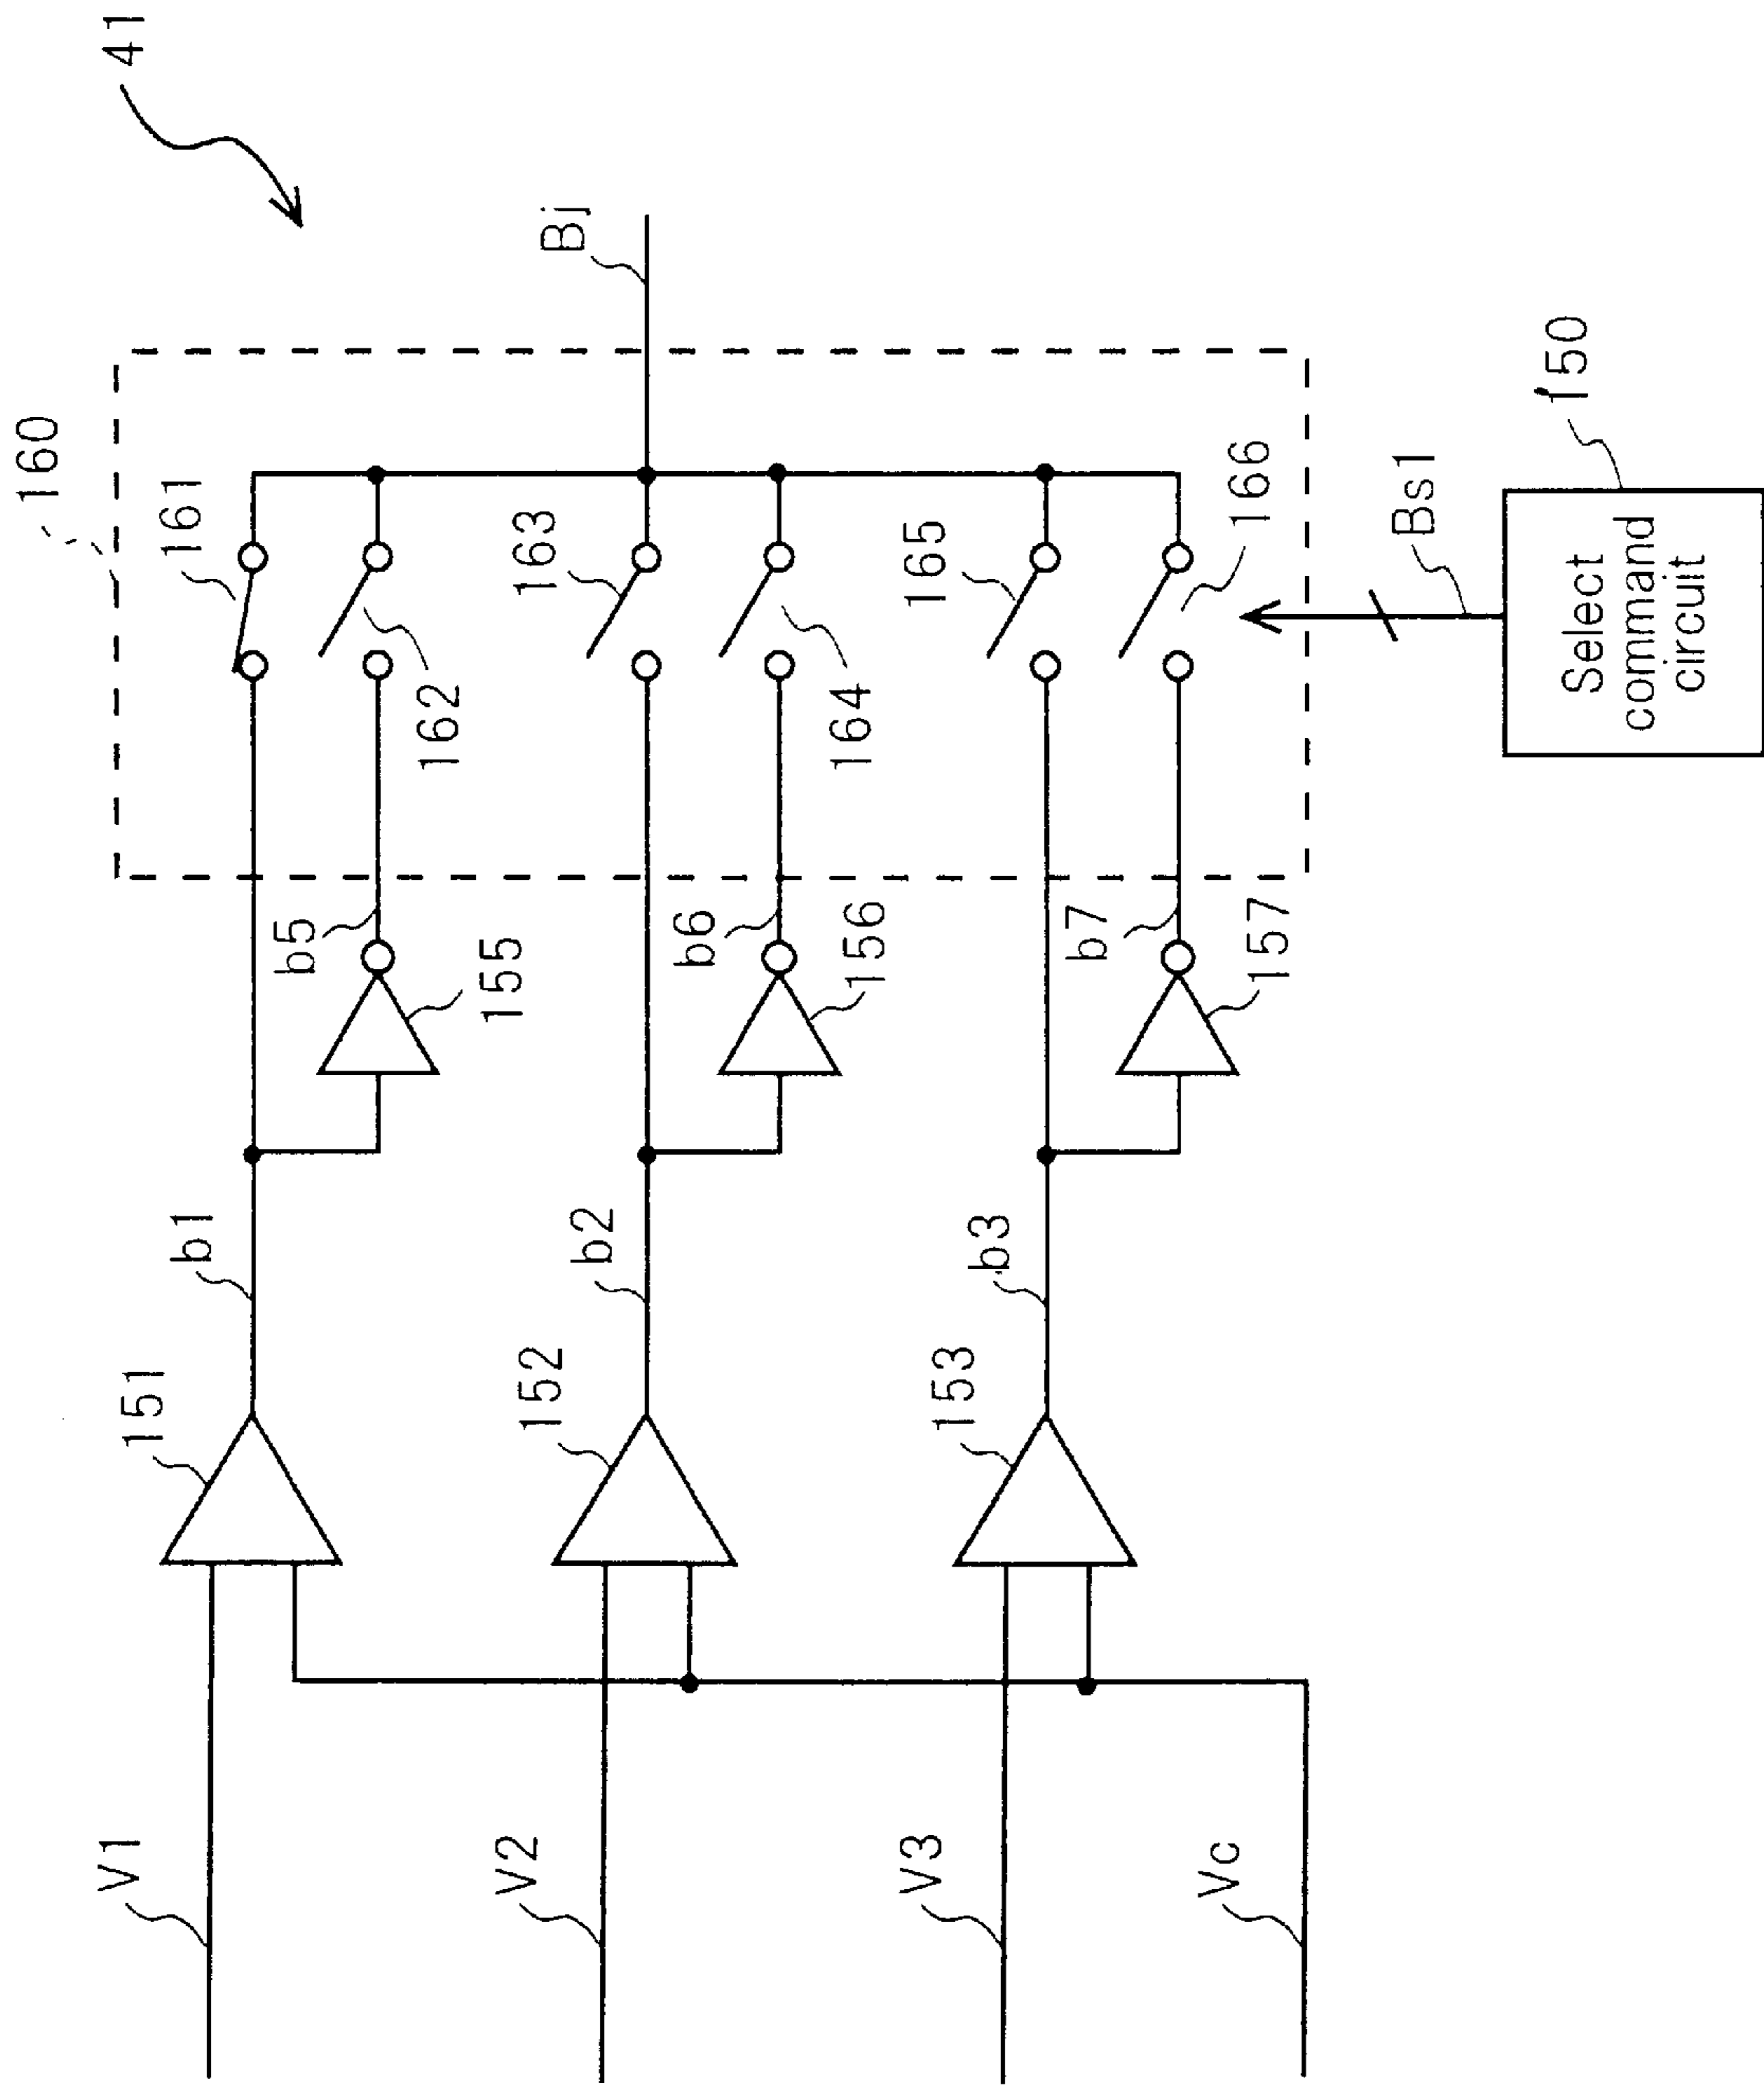 41
160
161
Bj
162
163
164
165
166
150
Bs1
Select
command
circuit
b5
155
b6
156
b7
157
b1
b2
b3
151
152
153
V1
V2
V3
Vc